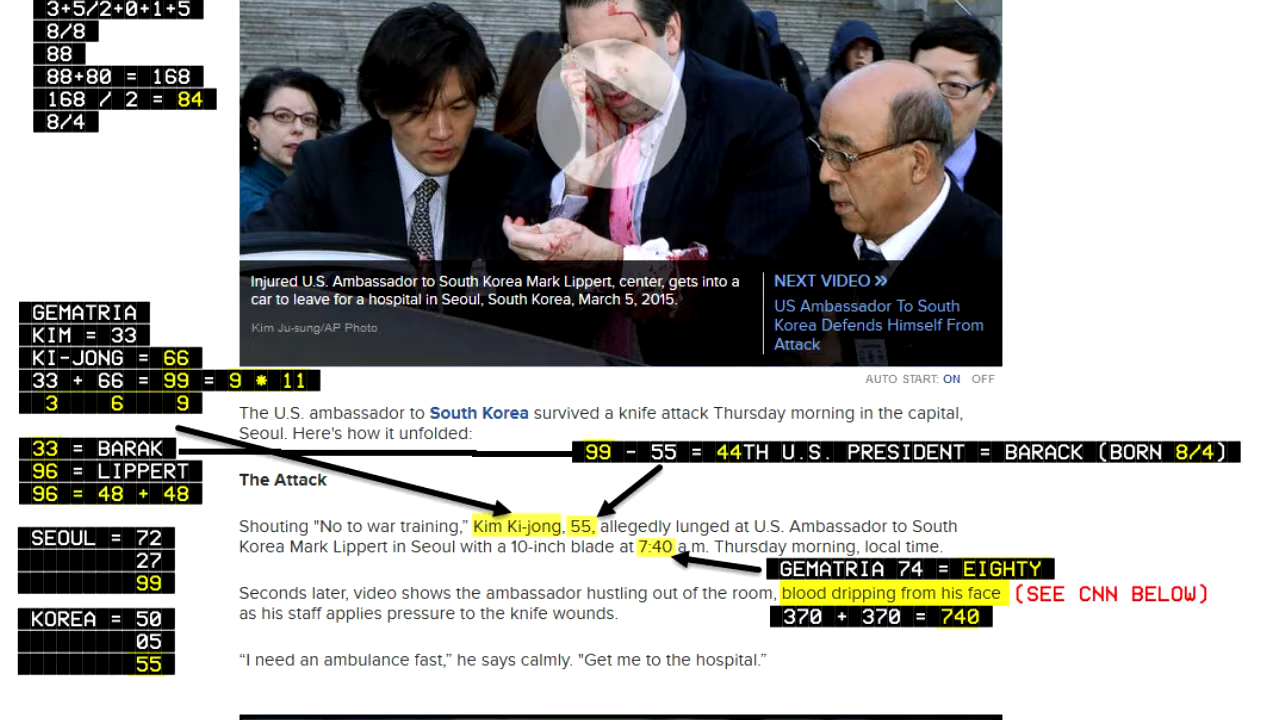 3+5/2+0+1+5
8/8
88
88+80 = 168
168 / 2 = 84
8/4
Injured U.S. Ambassador to South Korea Mark Lippert, center, gets into a
car to leave for a hospital in Seoul, South Korea, March 5, 2015.
Kim Ju-sung/AP Photo
NEXT VIDEO »
US Ambassador To South
Korea Defends Himself From
Attack
AUTO START: ON OFF
GEMATRIA
KIM = 33
KI-JONG = 66
33 + 66 = 99 = 9 * 11
3 6 9
The U.S. ambassador to South Korea survived a knife attack Thursday morning in the capital,
Seoul. Here's how it unfolded:
33 = BARAK
96 = LIPPERT
96 = 48 + 48
99 - 55 = 44TH U.S. PRESIDENT = BARACK (BORN 8/4)
The Attack
SEOUL = 72
27
99
Shouting "No to war training,” Kim Ki-jong, 55, allegedly lunged at U.S. Ambassador to South
Korea Mark Lippert in Seoul with a 10-inch blade at 7:40 a.m. Thursday morning, local time.
GEMATRIA 74 = EIGHTY
Seconds later, video shows the ambassador hustling out of the room, blood dripping from his face (SEE CNN BELOW)
as his staff applies pressure to the knife wounds.
370 + 370 = 740
KOREA = 50
05
55
“I need an ambulance fast,” he says calmly. "Get me to the hospital.”